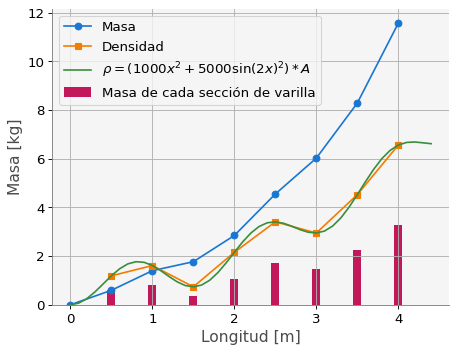 12
10
8
6
4
2
0
Masa [kg]
Masa
Densidad
ρ = (1000x² + 5000sin(2x)²) * A
Masa de cada sección de varilla
0 1 2 3 4
Longitud [m]